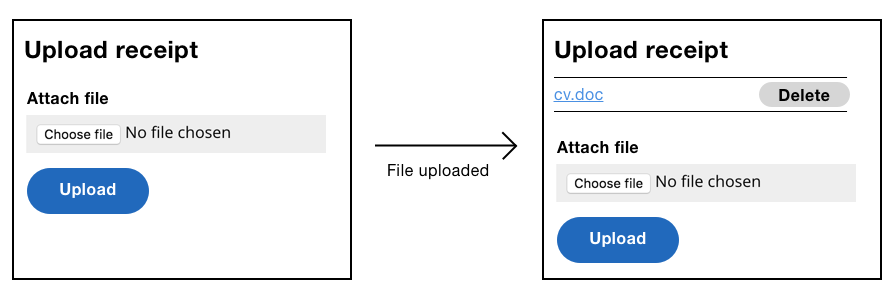 Upload receipt
Attach file
Choose file No file chosen
Upload
File uploaded
Upload receipt
cv.doc Delete
Attach file
Choose file No file chosen
Upload